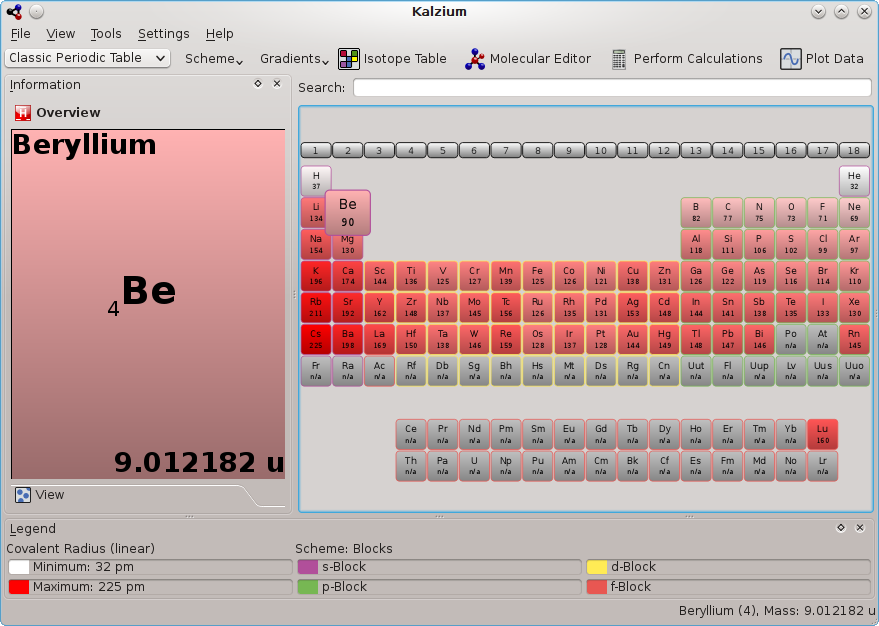 Kalzium
File View Tools Settings Help
Classic Periodic Table Scheme Gradients Isotope Table Molecular Editor Perform Calculations Plot Data
Information
Search:
Overview
Beryllium
4Be
9.012182 u
View
1 2 3 4 5 6 7 8 9 10 11 12 13 14 15 16 17 18
H He
37 32
Li Be B C N O F Ne
134 90 82 77 75 73 71 69
Na Mg Al Si P S Cl Ar
154 130 118 111 106 102 99 97
K Ca Sc Ti V Cr Mn Fe Co Ni Cu Zn Ga Ge As Se Br Kr
196 174 144 136 125 127 139 125 126 121 138 131 126 122 119 116 114 110
Rb Sr Y Zr Nb Mo Tc Ru Rh Pd Ag Cd In Sn Sb Te I Xe
211 192 162 148 137 145 156 126 135 131 153 148 144 141 138 135 133 130
Cs Ba La Hf Ta W Re Os Ir Pt Au Hg Tl Pb Bi Po At Rn
225 198 169 150 138 146 159 128 137 128 144 149 148 147 146 n/a n/a 145
Fr Ra Ac Rf Db Sg Bh Hs Mt Ds Rg Cn Uut Fl Uup Lv Uus Uuo
n/a n/a n/a n/a n/a n/a n/a n/a n/a n/a n/a n/a n/a n/a n/a n/a n/a n/a
Ce Pr Nd Pm Sm Eu Gd Tb Dy Ho Er Tm Yb Lu
n/a n/a n/a n/a n/a n/a n/a n/a n/a n/a n/a n/a n/a 160
Th Pa U Np Pu Am Cm Bk Cf Es Fm Md No Lr
n/a n/a n/a n/a n/a n/a n/a n/a n/a n/a n/a n/a n/a n/a
Legend
Covalent Radius (linear) Scheme: Blocks
Minimum: 32 pm s-Block d-Block
Maximum: 225 pm p-Block f-Block
Beryllium (4), Mass: 9.012182 u